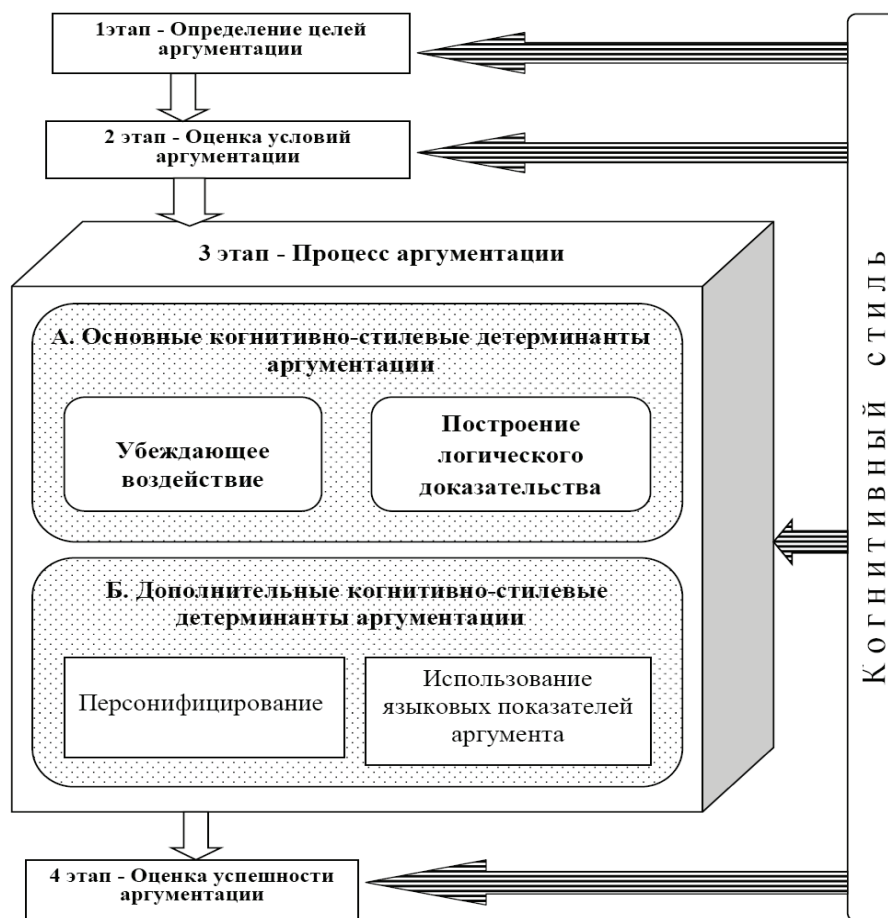 1этап - Определение целей
аргументации
2 этап - Оценка условий
аргументации
3 этап - Процесс аргументации
А. Основные когнитивно-стилевые детерминанты
аргументации
Убеждающее
воздействие
Построение
логического
доказательства
Б. Дополнительные когнитивно-стилевые
детерминанты аргументации
Персонифицирование
Использование
языковых показателей
аргумента
4 этап - Оценка успешности
аргументации
Когнитивный стиль